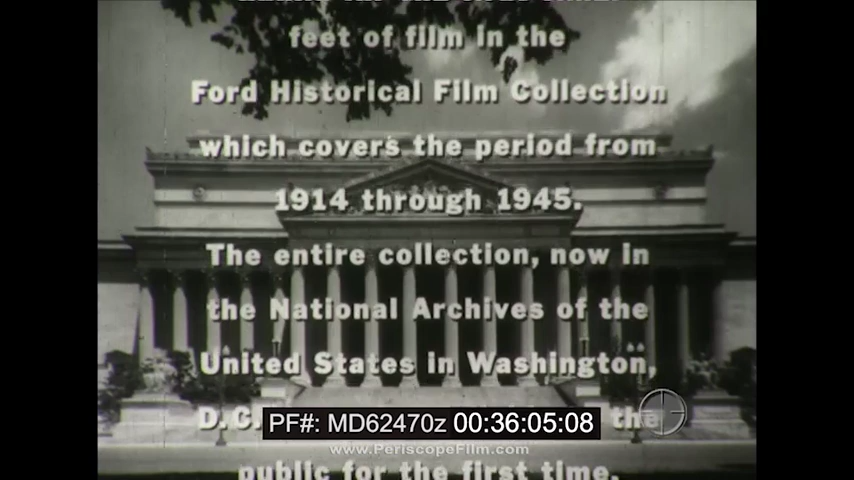 feet of film in the
Ford Historical Film Collection
which covers the period from
1914 through 1945.
The entire collection, now in
the National Archives of the
United States in Washington,
D.C. the
PF#: MD62470z 00:36:05:08
www.PeriscopeFilm.com
public for the first time.